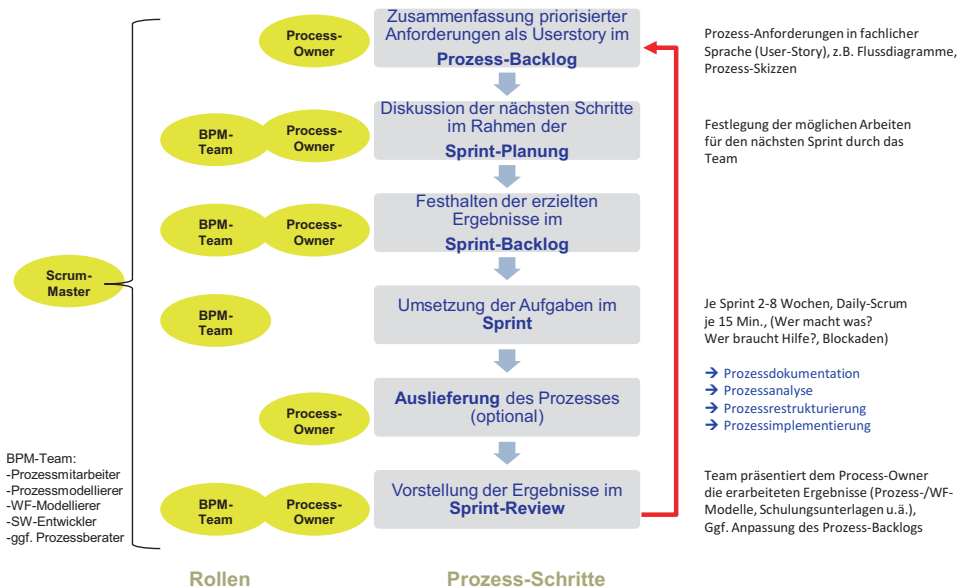 Process-
Owner
Zusammenfassung priorisierter
Anforderungen als Userstory im
Prozess-Backlog
Prozess-Anforderungen in fachlicher
Sprache (User-Story), z.B. Flussdiagramme,
Prozess-Skizzen
BPM-
Team
Process-
Owner
Diskussion der nächsten Schritte
im Rahmen der
Sprint-Planung
Festlegung der möglichen Arbeiten
für den nächsten Sprint durch das
Team
BPM-
Team
Process-
Owner
Festhalten der erzielten
Ergebnisse im
Sprint-Backlog
Scrum-
Master
BPM-
Team
Umsetzung der Aufgaben im
Sprint
Je Sprint 2-8 Wochen, Daily-Scrum
je 15 Min., (Wer macht was?
Wer braucht Hilfe?, Blockaden)
➔ Prozessdokumentation
➔ Prozessanalyse
➔ Prozessrestrukturierung
➔ Prozessimplementierung
Process-
Owner
Auslieferung des Prozesses
(optional)
BPM-Team:
-Prozessmitarbeiter
-Prozessmodellierer
-WF-Modellierer
-SW-Entwickler
-ggf. Prozessberater
BPM-
Team
Process-
Owner
Vorstellung der Ergebnisse im
Sprint-Review
Team präsentiert dem Process-Owner
die erarbeiteten Ergebnisse (Prozess-/WF-
Modelle, Schulungsunterlagen u.ä.),
Ggf. Anpassung des Prozess-Backlogs
Rollen
Prozess-Schritte